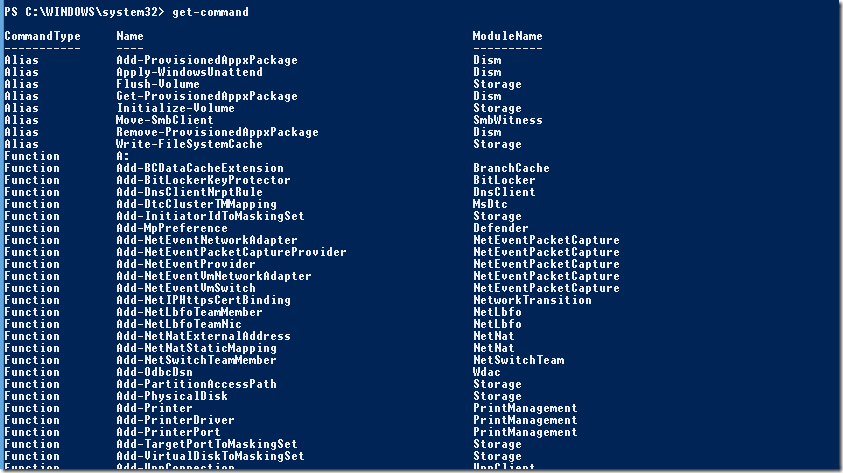 PS C:\WINDOWS\system32> get-command
CommandType Name ModuleName
----------- ---- ----------
Alias Add-ProvisionedAppxPackage Dism
Alias Apply-WindowsUnattend Dism
Alias Flush-Volume Storage
Alias Get-ProvisionedAppxPackage Dism
Alias Initialize-Volume Storage
Alias Move-SmbClient SmbWitness
Alias Remove-ProvisionedAppxPackage Dism
Alias Write-FileSystemCache Storage
Function A:
Function Add-BCDataCacheExtension BranchCache
Function Add-BitLockerKeyProtector BitLocker
Function Add-DnsClientNrptRule DnsClient
Function Add-DtcClusterTMMapping MsDtc
Function Add-InitiatorIdToMaskingSet Storage
Function Add-MpPreference Defender
Function Add-NetEventNetworkAdapter NetEventPacketCapture
Function Add-NetEventPacketCaptureProvider NetEventPacketCapture
Function Add-NetEventProvider NetEventPacketCapture
Function Add-NetEventVmNetworkAdapter NetEventPacketCapture
Function Add-NetEventVmSwitch NetEventPacketCapture
Function Add-NetIPHttpsCertBinding NetworkTransition
Function Add-NetLbfoTeamMember NetLbfo
Function Add-NetLbfoTeamNic NetLbfo
Function Add-NetNatExternalAddress NetNat
Function Add-NetNatStaticMapping NetNat
Function Add-NetSwitchTeamMember NetSwitchTeam
Function Add-OdbcDsn Wdac
Function Add-PartitionAccessPath Storage
Function Add-PhysicalDisk Storage
Function Add-Printer PrintManagement
Function Add-PrinterDriver PrintManagement
Function Add-PrinterPort PrintManagement
Function Add-TargetPortToMaskingSet Storage
Function Add-VirtualDiskToMaskingSet Storage
Function Add-VpnConnection VpnClient